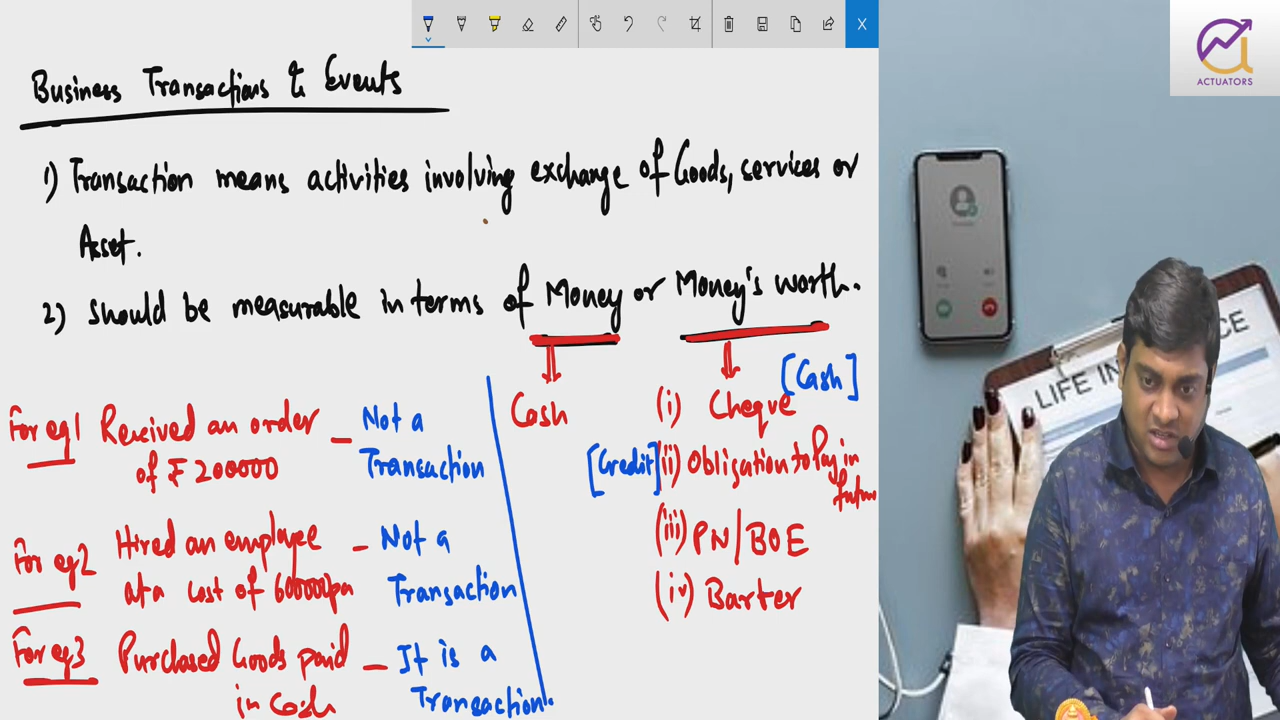 Business Transactions & Events
1) Transaction means activities involving exchange of Goods, services or
Asset.
2) Should be measurable in terms of Money or Money's worth.
For eg1 Received an order
of ₹ 200000
Not a
Transaction
For eg2 Hired an employee
at a cost of 600000pa
Not a
Transaction
For eg3 Purchased Goods paid
in Cash
It is a
Transaction.
Cash
[Cash]
(i) Cheque
[Credit] (ii) Obligation to Pay in
future
(iii) PN/BOE
(iv) Barter
X
ACTUATORS
LIFE IN
CE